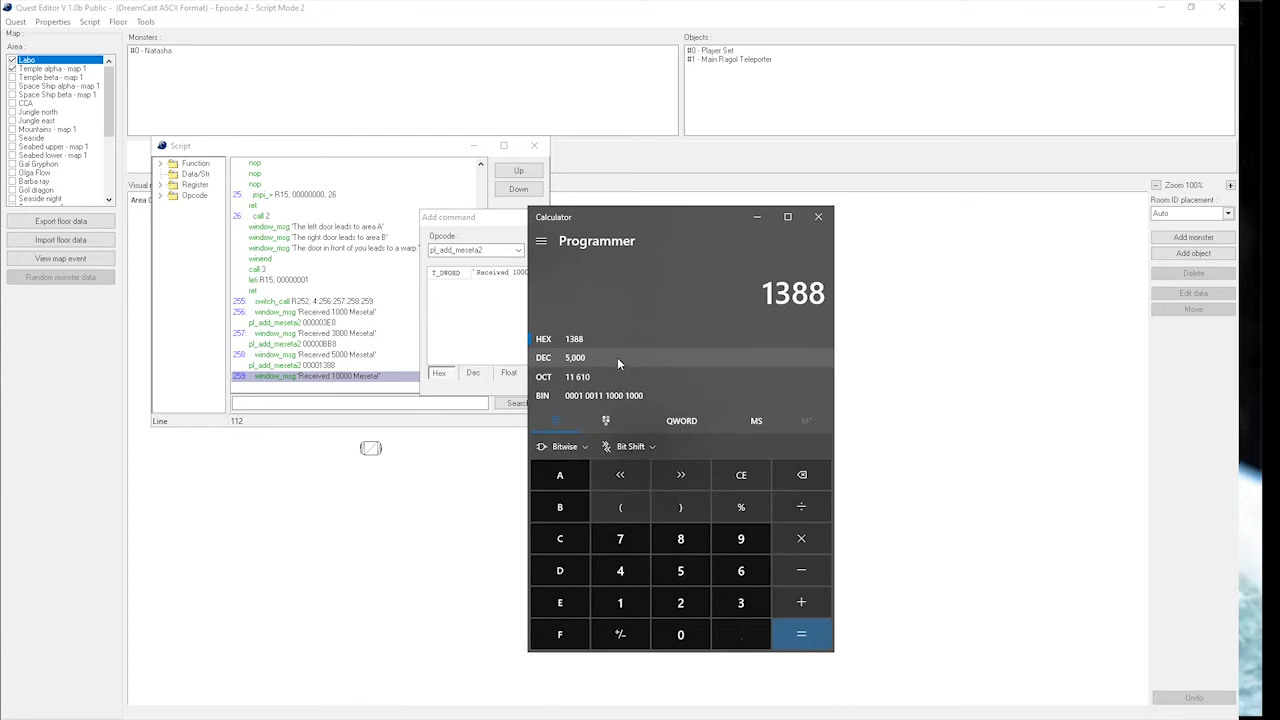 Quest Editor V 1.0b Public - (DreamCast ASCII Format) - Episode 2 - Script Mode 2
Quest Properties Script Floor Tools
Map :
Area :
Labo
Temple alpha - map 1
Temple beta - map 1
Space Ship alpha - map 1
Space Ship beta - map 1
CCA
Jungle north
Jungle east
Mountains - map 1
Seaside
Seabed upper - map 1
Seabed lower - map 1
Gal Gryphon
Olga Flow
Barba ray
Gol dragon
Seaside night
Export floor data
Import floor data
View map event
Random monster data
Monsters :
#0 - Natasha
Objects :
#0 - Player Set
#1 - Main Ragol Teleporter
Visual
Area
Script
Function
Data/Str
Register
Opcode
nop
nop
nop
25: jmpi_= R15, 00000000, 26
ret
26: call 2
window_msg 'The left door leads to area A'
window_msg 'The right door leads to area B'
window_msg 'The door in front of you leads to a warp.'
winend
call 3
leti R15, 00000001
ret
255: switch_call R252, 4:256:257:258:259
256: window_msg 'Received 1000 Meseta!'
pl_add_meseta2 000003E8
257: window_msg 'Received 3000 Meseta!'
pl_add_meseta2 00000BB8
258: window_msg 'Received 5000 Meseta!'
pl_add_meseta2 00001388
259: window_msg 'Received 10000 Meseta!'
Up
Down
Search
Line 112
Add command
Opcode :
pl_add_meseta2
T_DWORD 'Received 1000
Hex Dec Float
Calculator
Programmer
1388
HEX 1388
DEC 5,000
OCT 11 610
BIN 0001 0011 1000 1000
QWORD MS M˅
Bitwise Bit Shift
A << >> CE
B ( ) % ÷
C 7 8 9 ×
D 4 5 6 −
E 1 2 3 +
F +/- 0 . =
Zoom 100%
- +
Room ID placement :
Auto
Add monster
Add object
Delete
Edit data
Move
Undo